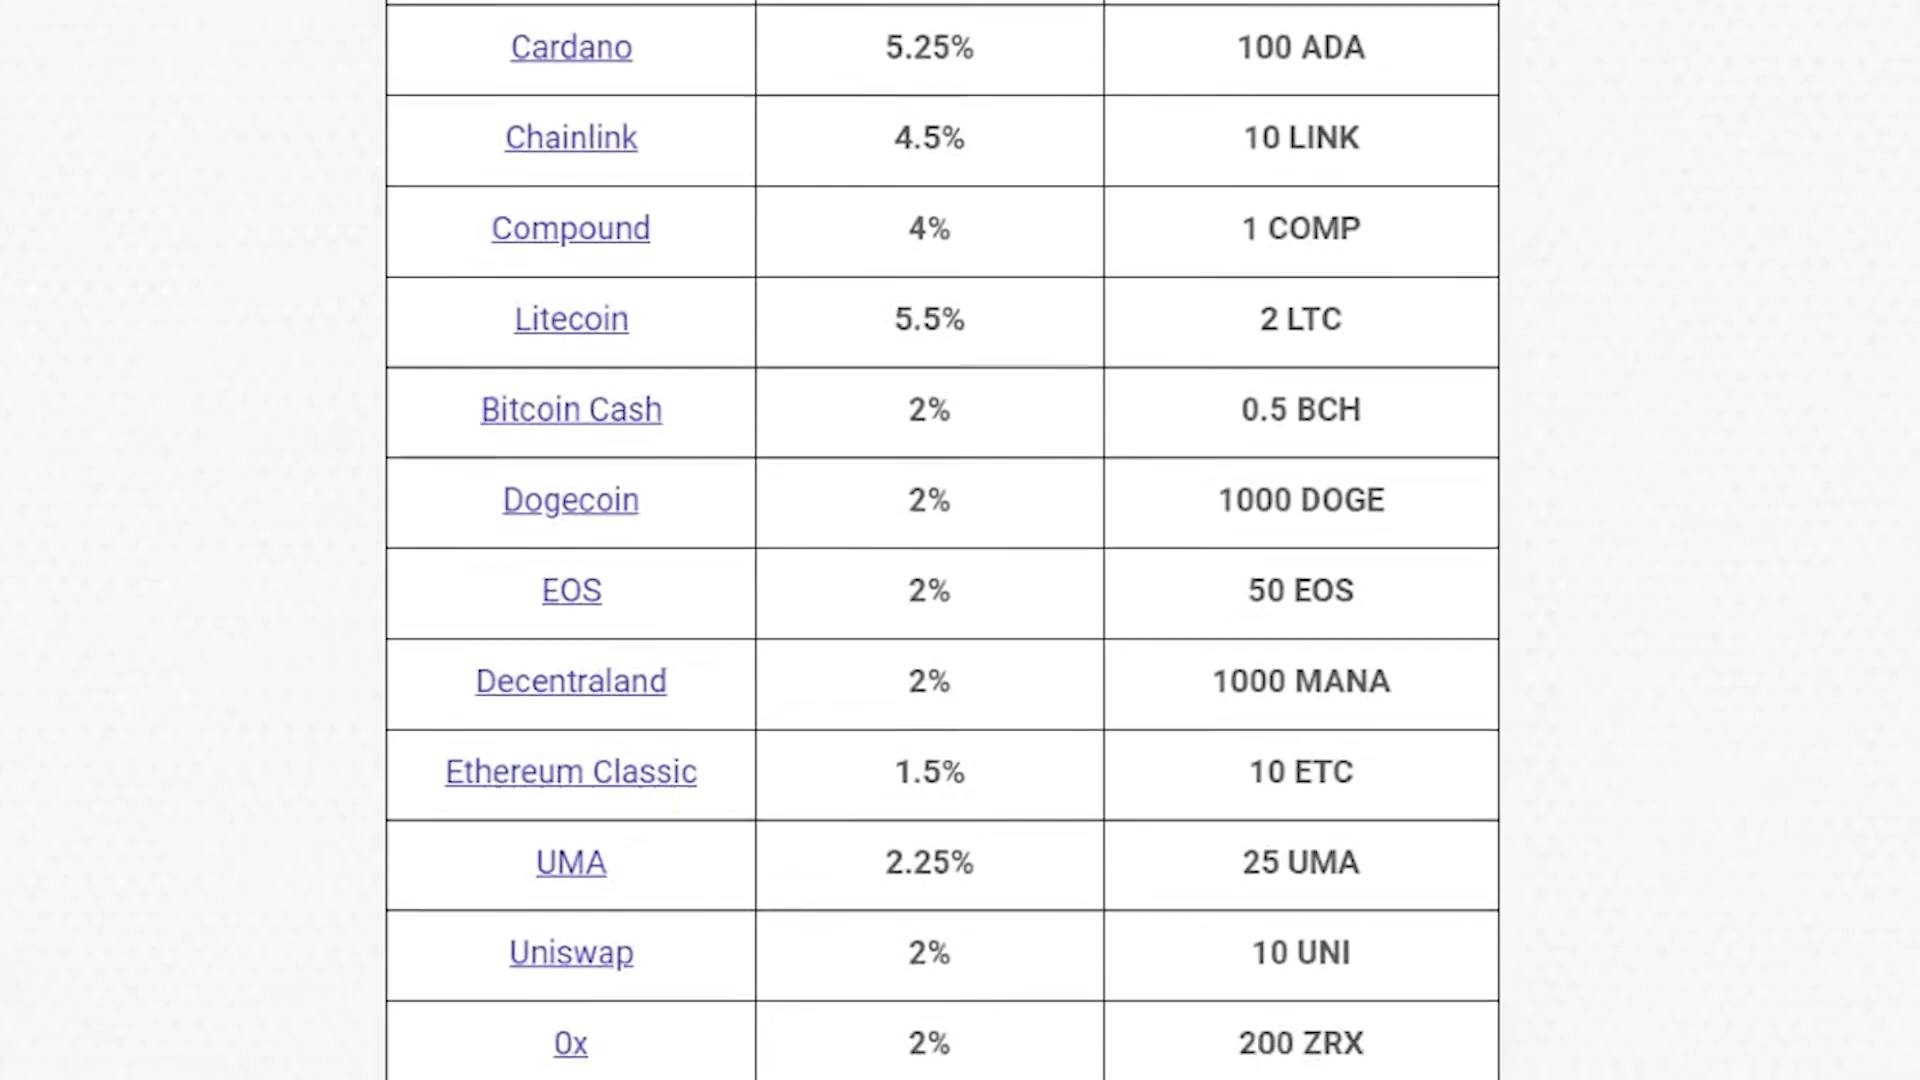 Cardano 5.25% 100 ADA
Chainlink 4.5% 10 LINK
Compound 4% 1 COMP
Litecoin 5.5% 2 LTC
Bitcoin Cash 2% 0.5 BCH
Dogecoin 2% 1000 DOGE
EOS 2% 50 EOS
Decentraland 2% 1000 MANA
Ethereum Classic 1.5% 10 ETC
UMA 2.25% 25 UMA
Uniswap 2% 10 UNI
0x 2% 200 ZRX